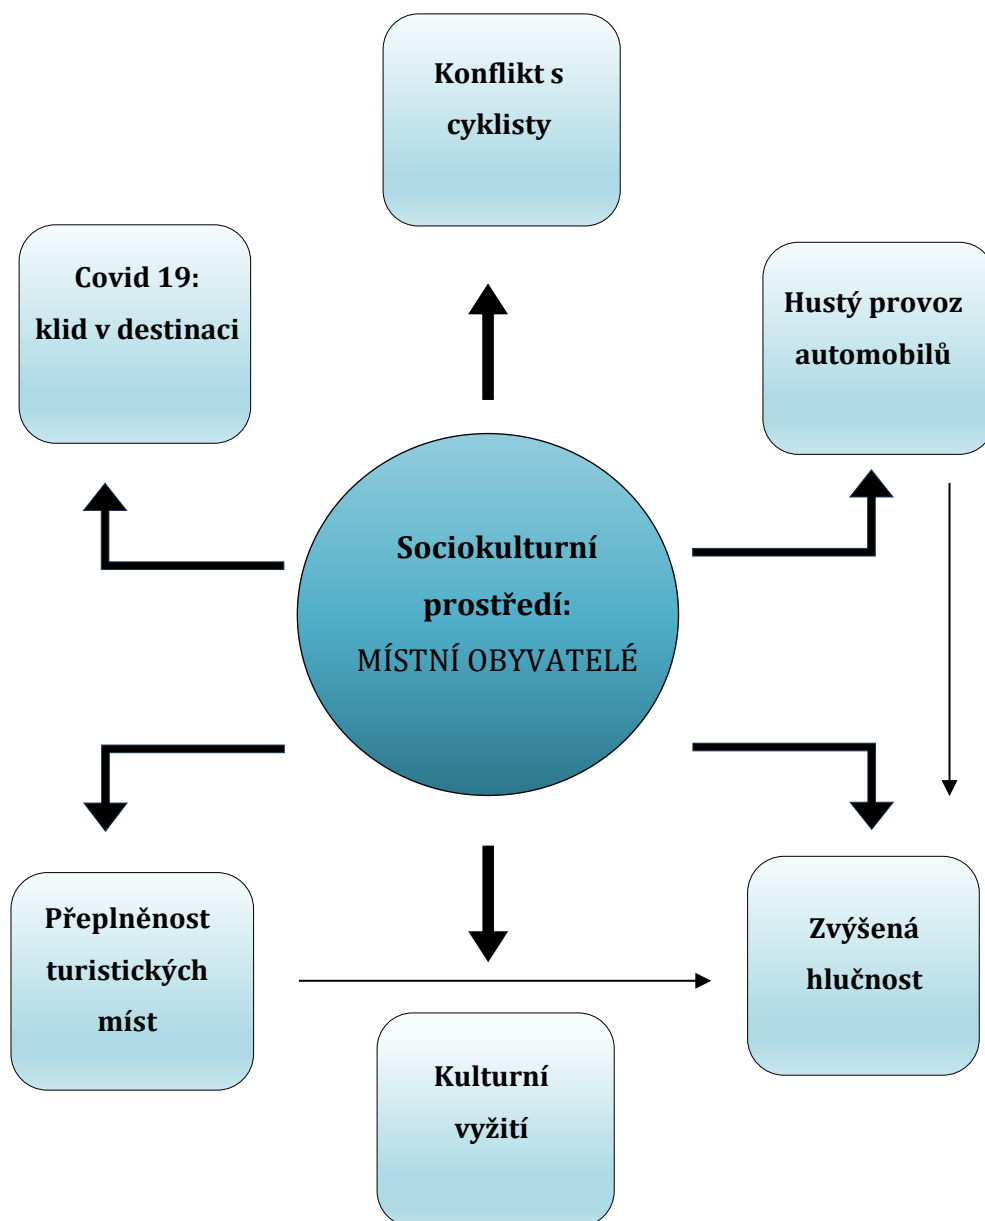 Konflikt s
cyklisty
Covid 19:
klid v destinaci
Hustý provoz
automobilů
Sociokulturní
prostředí:
MÍSTNÍ OBYVATELÉ
Přeplněnost
turistických
míst
Zvýšená
hlučnost
Kulturní
vyžití